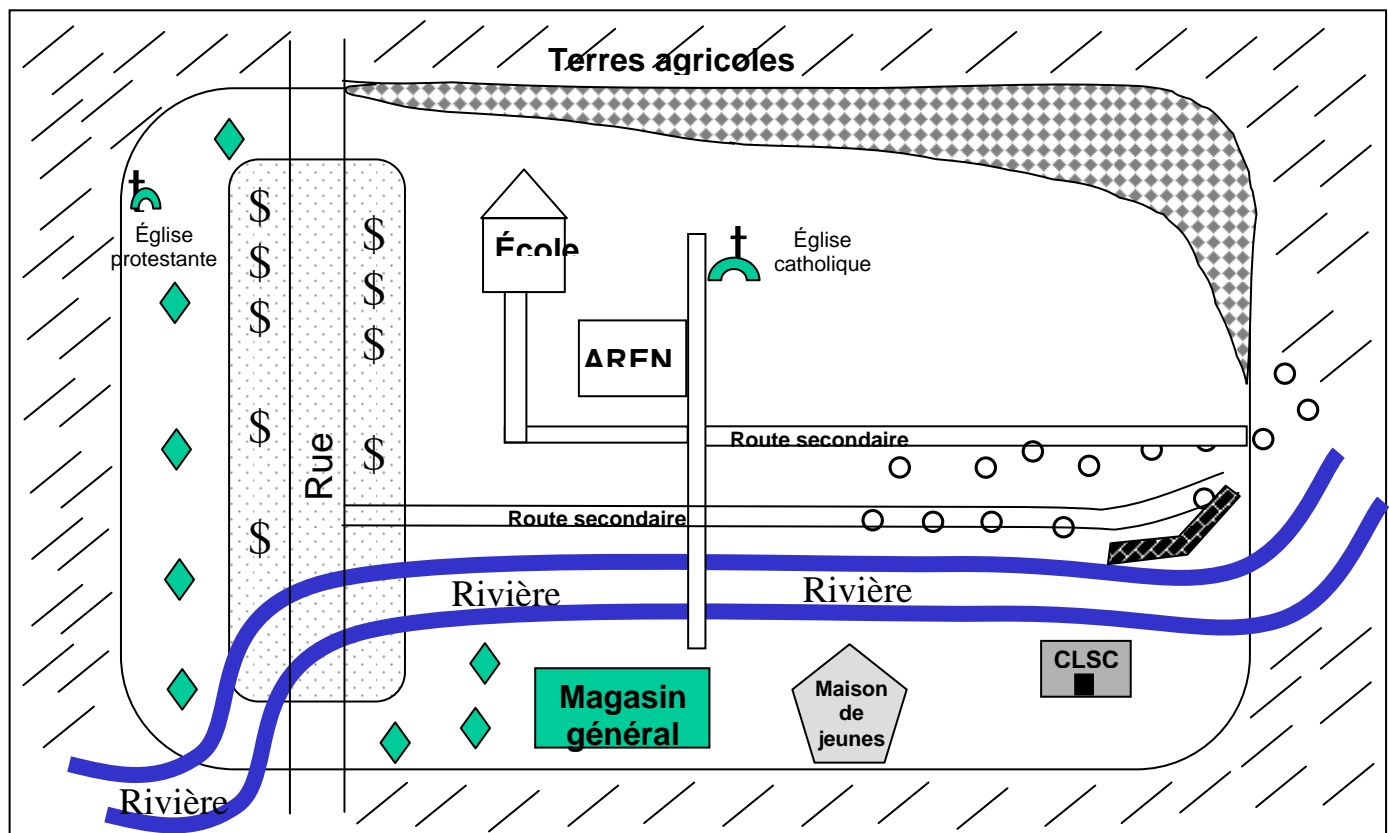 Terres agricoles
Église
protestante
$
$
$
$
$
$
$
$
$
Rue
École
AREN
Église
catholique
Route secondaire
Route secondaire
Rivière
Rivière
Magasin
général
Maison
de
jeunes
CLSC
Rivière